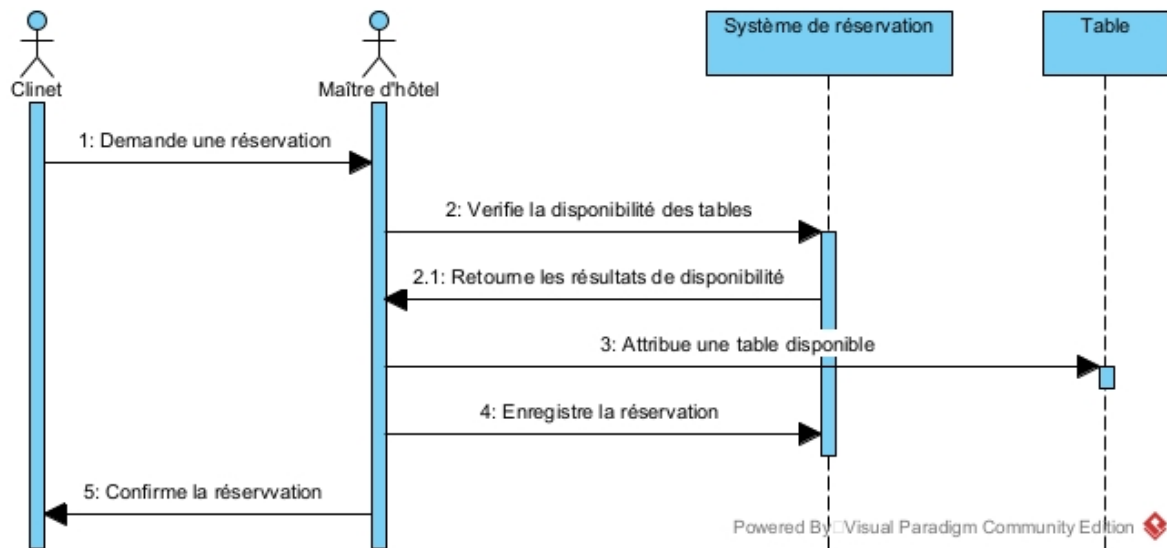 Clinet
Maître d'hôtel
Système de réservation
Table
1: Demande une réservation
2: Verifie la disponibilité des tables
2.1: Retourne les résultats de disponibilité
3: Attribue une table disponible
4: Enregistre la réservation
5: Confirme la réservvation
Powered By Visual Paradigm Community Edition